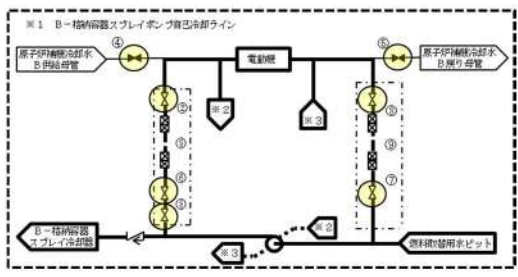 ※1 B-格納容器スプレイポンプ自己冷却ライン
④
⑤
原子炉補機冷却水
B供給母管
電動機
原子炉補機冷却水
B戻り母管
※2
※3
⑦
B-格納容器
スプレイ冷却器
※2
※3
燃料取替用水ピット